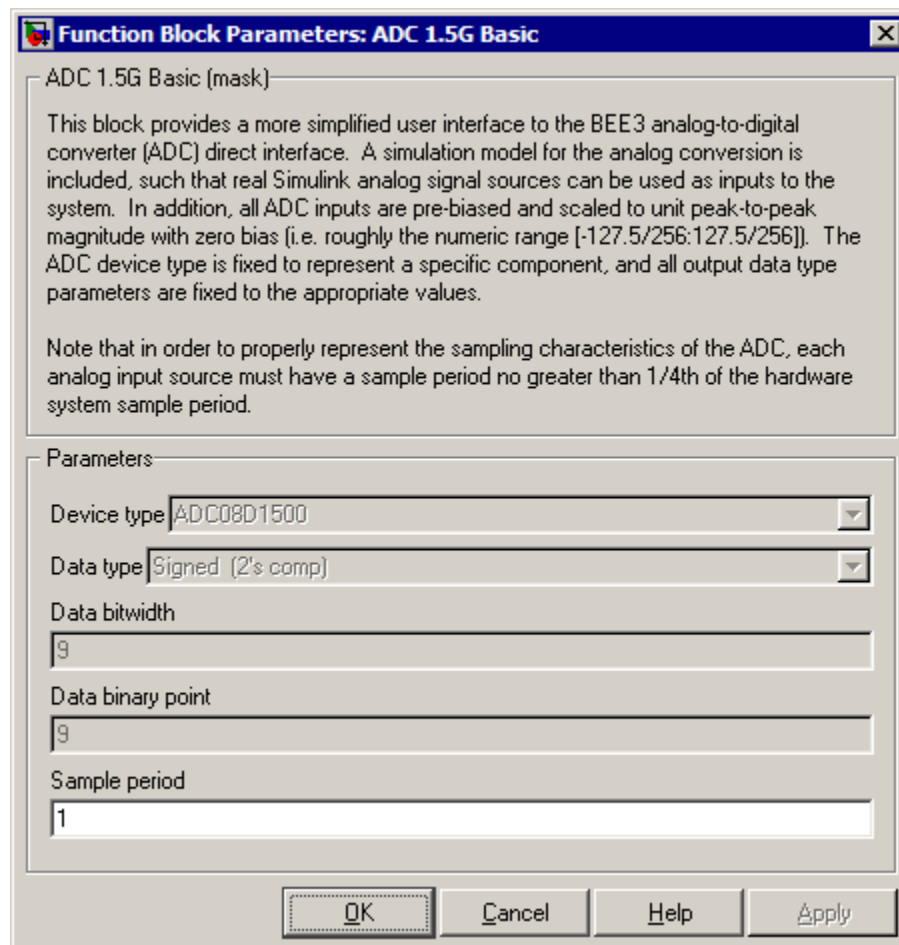 Function Block Parameters: ADC 1.5G Basic
ADC 1.5G Basic (mask)
This block provides a more simplified user interface to the BEE3 analog-to-digital
converter (ADC) direct interface.  A simulation model for the analog conversion is
included, such that real Simulink analog signal sources can be used as inputs to the
system.  In addition, all ADC inputs are pre-biased and scaled to unit peak-to-peak
magnitude with zero bias (i.e. roughly the numeric range [-127.5/256:127.5/256]).  The
ADC device type is fixed to represent a specific component, and all output data type
parameters are fixed to the appropriate values.
Note that in order to properly represent the sampling characteristics of the ADC, each
analog input source must have a sample period no greater than 1/4th of the hardware
system sample period.
Parameters
Device type ADC08D1500
Data type Signed  (2's comp)
Data bitwidth
9
Data binary point
9
Sample period
1
OK Cancel Help Apply